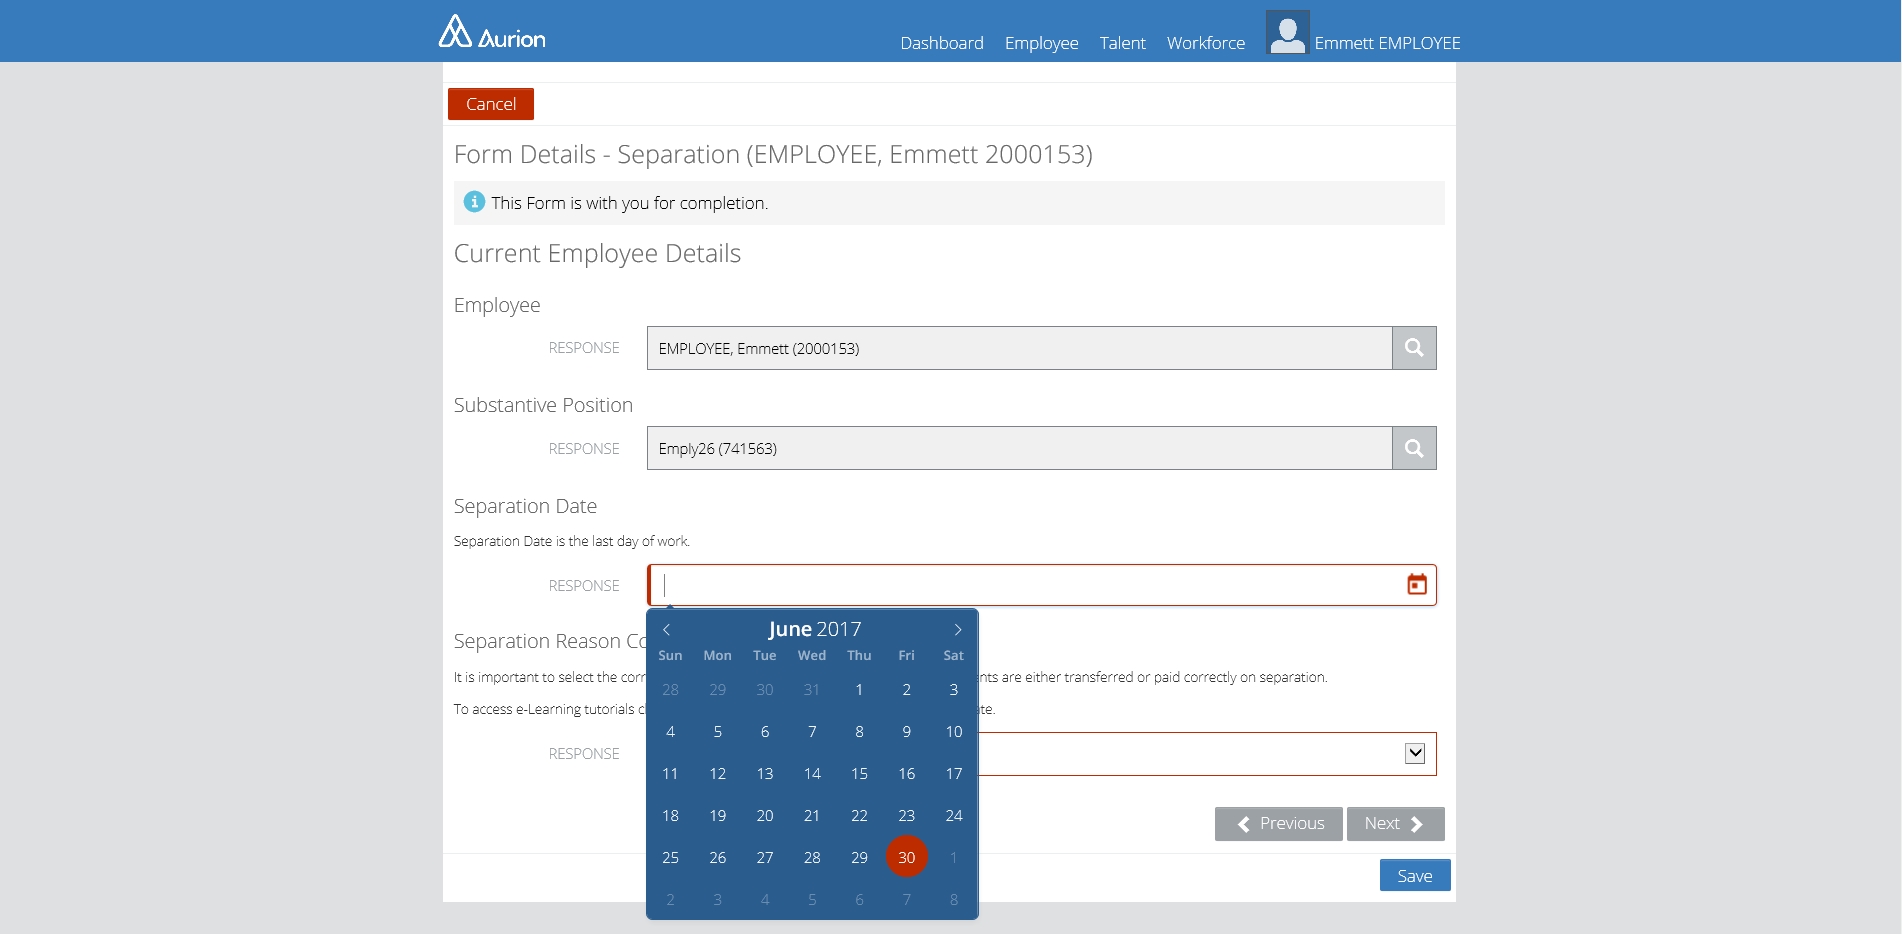 Aurion
Dashboard Employee Talent Workforce Emmett EMPLOYEE
Cancel
Form Details - Separation (EMPLOYEE, Emmett 2000153)
This Form is with you for completion.
Current Employee Details
Employee
RESPONSE EMPLOYEE, Emmett (2000153)
Substantive Position
RESPONSE Emply26 (741563)
Separation Date
Separation Date is the last day of work.
RESPONSE
June 2017
Sun Mon Tue Wed Thu Fri Sat
28 29 30 31 1 2 3
4 5 6 7 8 9 10
11 12 13 14 15 16 17
18 19 20 21 22 23 24
25 26 27 28 29 30 1
2 3 4 5 6 7 8
Separation Reason
It is important to select the are either transferred or paid correctly on separation.
To access e-Learning tutorials
RESPONSE
Previous Next
Save